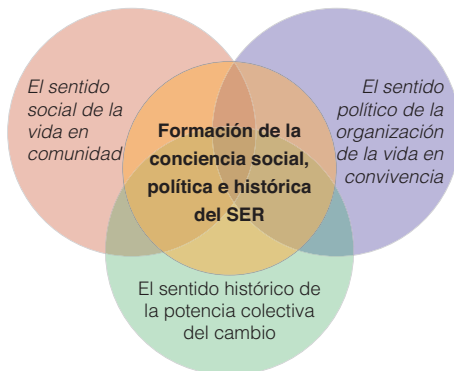 El sentido
social de la
vida en
comunidad
El sentido
político de la
organización
de la vida en
convivencia
Formación de la
conciencia social,
política e histórica
del SER
El sentido histórico de
la potencia colectiva
del cambio